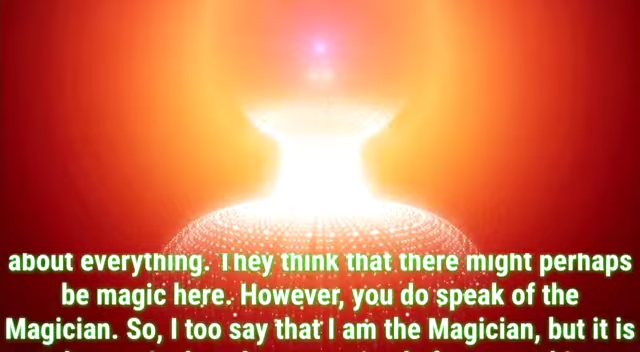 about everything. They think that there might perhaps
be magic here. However, you do speak of the
Magician. So, I too say that I am the Magician, but it is